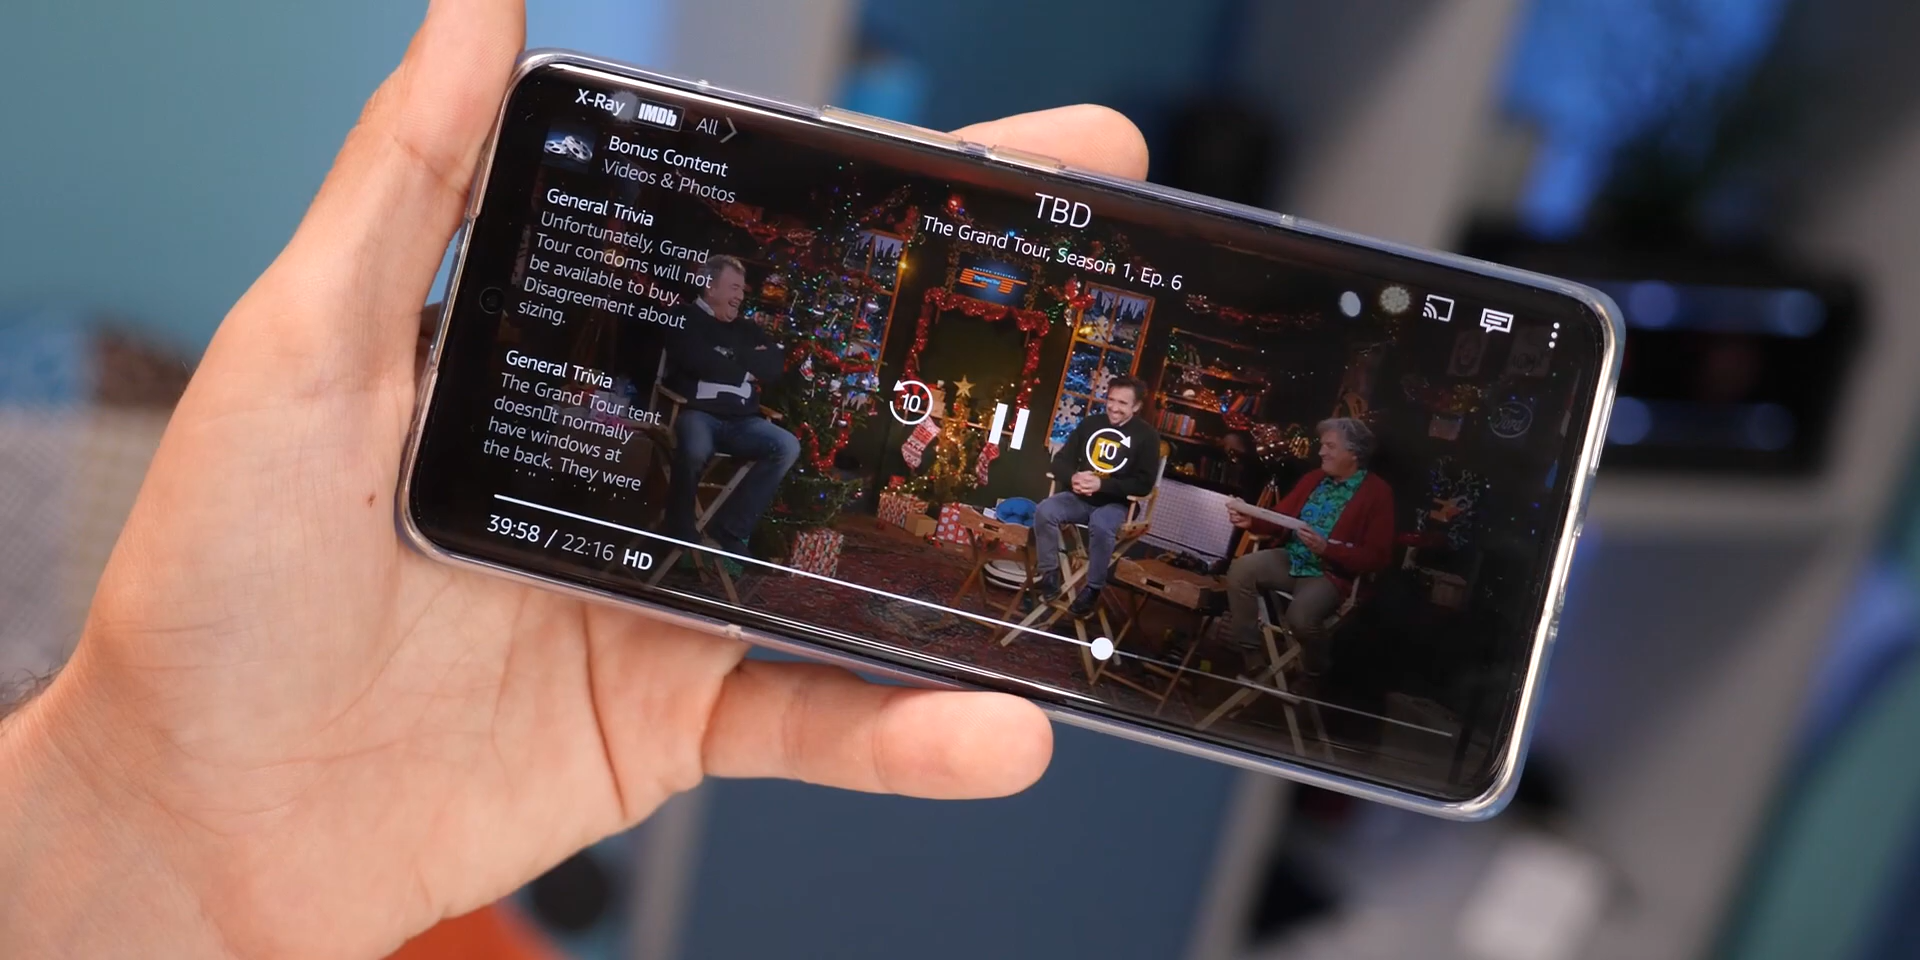 X-Ray IMDb All
Bonus Content
Videos & Photos
General Trivia
Unfortunately, Grand
Tour condoms will not
be available to buy.
Disagreement about
sizing.
General Trivia
The Grand Tour tent
doesn▯t normally
have windows at
the back. They were
TBD
The Grand Tour, Season 1, Ep. 6
10
10
39:58 / 22:16 HD
Ford